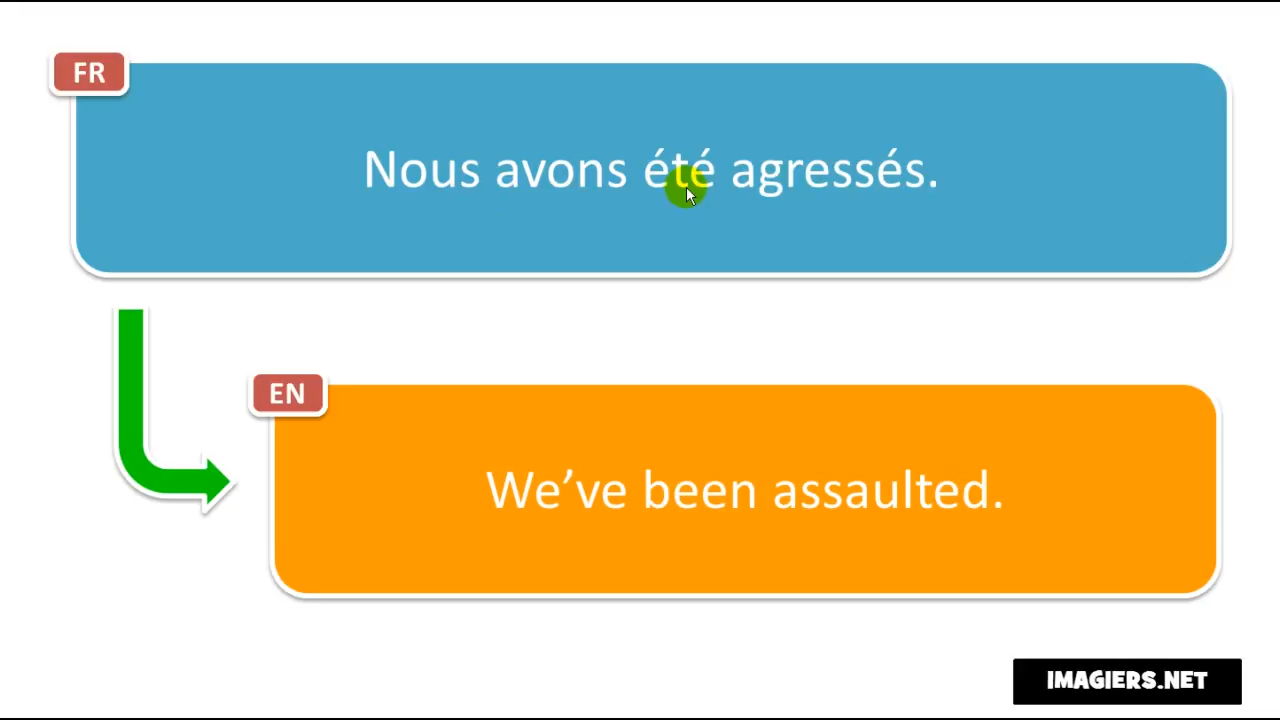 FR
Nous avons été agressés.
EN
We’ve been assaulted.
IMAGIERS.NET